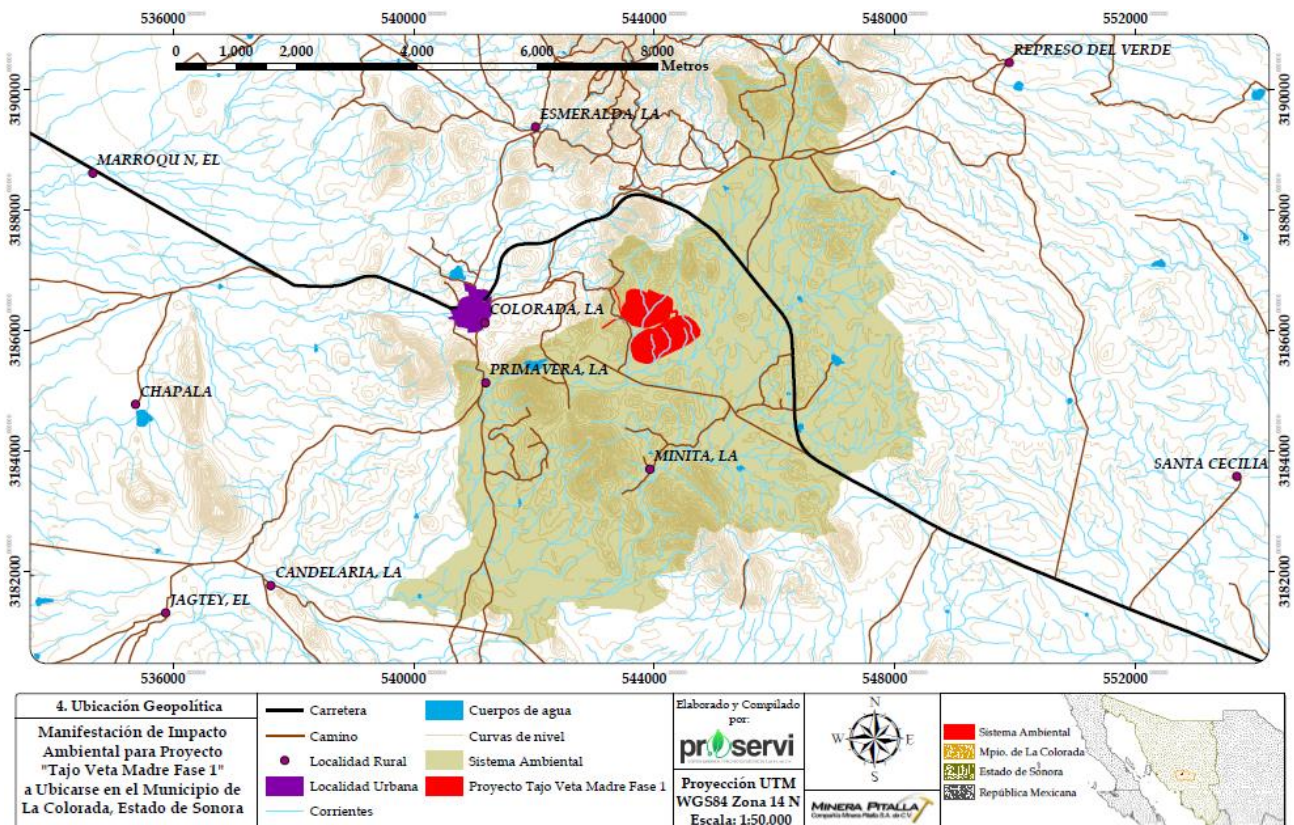 536000 540000 544000 548000 552000
0 1,000 2,000 4,000 6,000 8,000
Metros
REPRESO DEL VERDE
3190000 3190000
ESMERALDA, LA
MARROQU N, EL
3188000 3188000
COLORADA, LA
3186000 3186000
PRIMAVERA, LA
CHAPALA
3184000 3184000
MINITA, LA
SANTA CECILIA
CANDELARIA, LA
3182000 3182000
JAGTEY, EL
536000 540000 544000 548000 552000
4. Ubicación Geopolítica
Manifestación de Impacto
Ambiental para Proyecto
"Tajo Veta Madre Fase 1"
a Ubicarse en el Municipio de
La Colorada, Estado de Sonora
Carretera
Camino
Localidad Rural
Localidad Urbana
Corrientes
Cuerpos de agua
Curvas de nivel
Sistema Ambiental
Proyecto Tajo Veta Madre Fase 1
Elaborado y Compilado
por:
proservi
Proyección UTM
WGS84 Zona 14 N
Escala: 1:50,000
N
W E
S
MINERA PITALLA
Compañía Minera Pitalla S.A. de C.V.
Sistema Ambiental
Mpio. de La Colorada
Estado de Sonora
República Mexicana